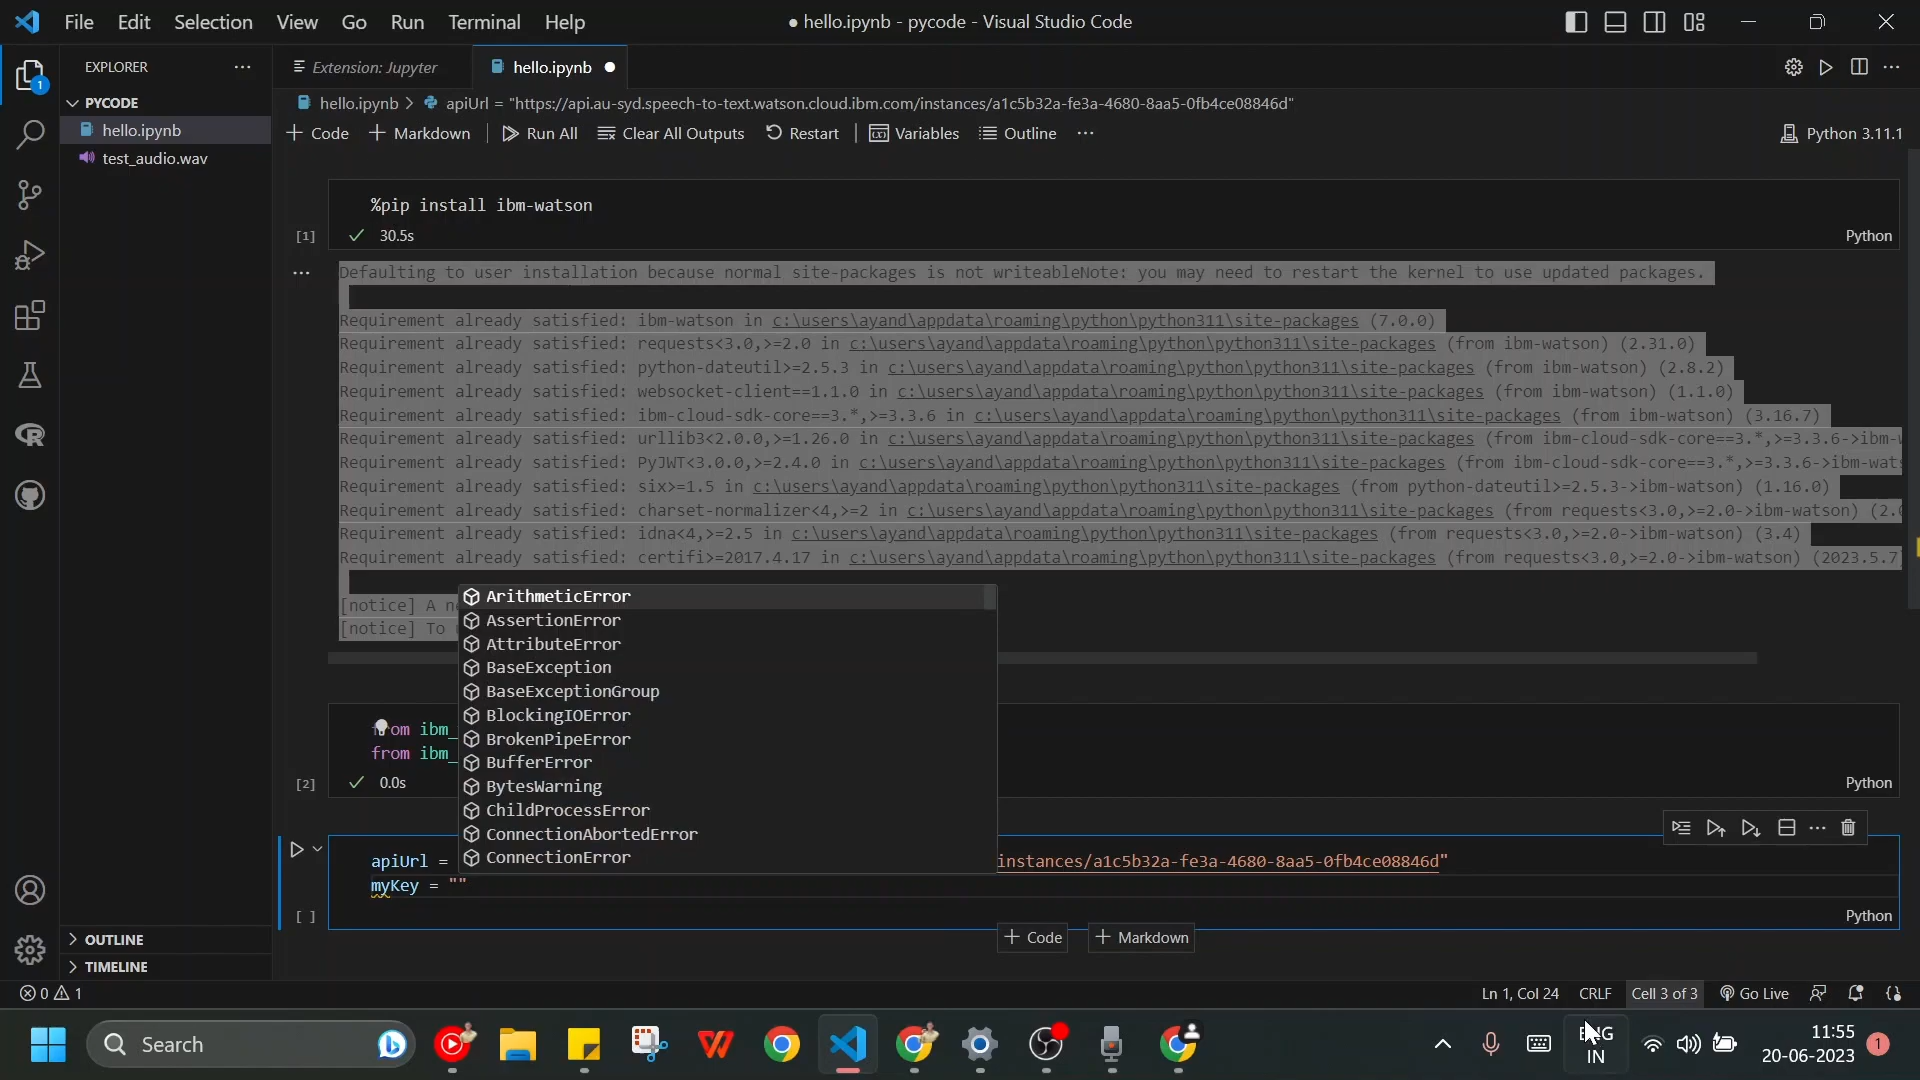 File Edit Selection View Go Run Terminal Help
● hello.ipynb - pycode - Visual Studio Code
EXPLORER
Extension: Jupyter
hello.ipynb
PYCODE
hello.ipynb > apiUrl = "https://api.au-syd.speech-to-text.watson.cloud.ibm.com/instances/a1c5b32a-fe3a-4680-8aa5-0fb4ce08846d"
hello.ipynb
+ Code + Markdown Run All Clear All Outputs Restart Variables Outline ...
Python 3.11.1
test_audio.wav
%pip install ibm-watson
[1] ✓ 30.5s Python
Defaulting to user installation because normal site-packages is not writeableNote: you may need to restart the kernel to use updated packages.
Requirement already satisfied: ibm-watson in c:\users\ayand\appdata\roaming\python\python311\site-packages (7.0.0)
Requirement already satisfied: requests<3.0,>=2.0 in c:\users\ayand\appdata\roaming\python\python311\site-packages (from ibm-watson) (2.31.0)
Requirement already satisfied: python-dateutil>=2.5.3 in c:\users\ayand\appdata\roaming\python\python311\site-packages (from ibm-watson) (2.8.2)
Requirement already satisfied: websocket-client==1.1.0 in c:\users\ayand\appdata\roaming\python\python311\site-packages (from ibm-watson) (1.1.0)
Requirement already satisfied: ibm-cloud-sdk-core==3.*,>=3.3.6 in c:\users\ayand\appdata\roaming\python\python311\site-packages (from ibm-watson) (3.16.7)
Requirement already satisfied: urllib3<2.0.0,>=1.26.0 in c:\users\ayand\appdata\roaming\python\python311\site-packages (from ibm-cloud-sdk-core==3.*,>=3.3.6->ibm-w
Requirement already satisfied: PyJWT<3.0.0,>=2.4.0 in c:\users\ayand\appdata\roaming\python\python311\site-packages (from ibm-cloud-sdk-core==3.*,>=3.3.6->ibm-wats
Requirement already satisfied: six>=1.5 in c:\users\ayand\appdata\roaming\python\python311\site-packages (from python-dateutil>=2.5.3->ibm-watson) (1.16.0)
Requirement already satisfied: charset-normalizer<4,>=2 in c:\users\ayand\appdata\roaming\python\python311\site-packages (from requests<3.0,>=2.0->ibm-watson) (2.0
Requirement already satisfied: idna<4,>=2.5 in c:\users\ayand\appdata\roaming\python\python311\site-packages (from requests<3.0,>=2.0->ibm-watson) (3.4)
Requirement already satisfied: certifi>=2017.4.17 in c:\users\ayand\appdata\roaming\python\python311\site-packages (from requests<3.0,>=2.0->ibm-watson) (2023.5.7
[notice] A ne
[notice] To
ArithmeticError
AssertionError
AttributeError
BaseException
BaseExceptionGroup
BlockingIOError
BrokenPipeError
BufferError
BytesWarning
ChildProcessError
ConnectionAbortedError
ConnectionError
from ibm_
from ibm_
[2] ✓ 0.0s Python
apiUrl = instances/a1c5b32a-fe3a-4680-8aa5-0fb4ce08846d"
myKey = ""
[ ] Python
+ Code + Markdown
OUTLINE
TIMELINE
0 1
Ln 1, Col 24 CRLF Cell 3 of 3 Go Live
Search
ENG
IN
11:55
20-06-2023
1